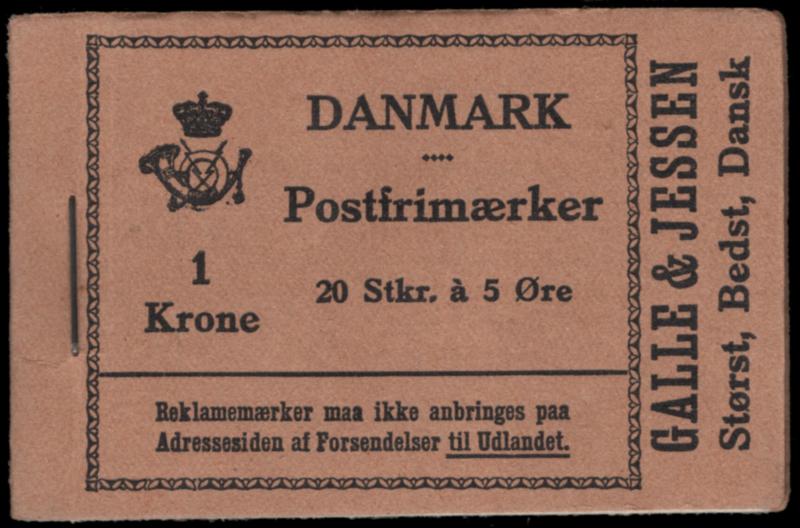 DANMARK
Postfrimærker
1
Krone
20 Stkr. à 5 Øre
Reklamemærker maa ikke anbringes paa
Adressesiden af Forsendelser til Udlandet.
GALLE & JESSEN
Størst, Bedst, Dansk